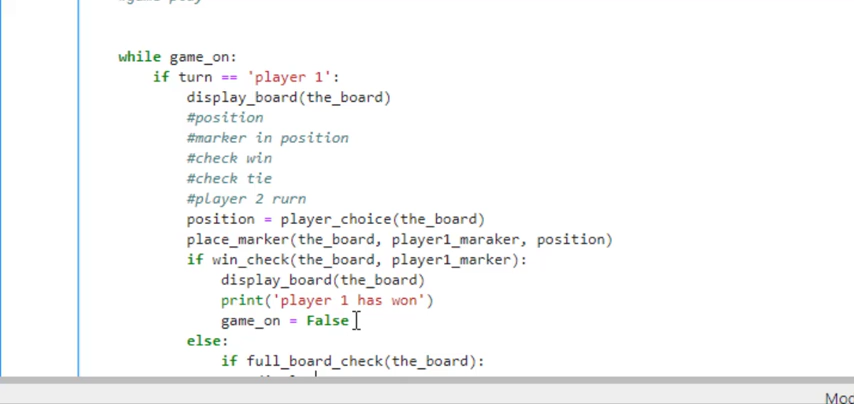 while game_on:
if turn == 'player 1':
display_board(the_board)
#position
#marker in position
#check win
#check tie
#player 2 rurn
position = player_choice(the_board)
place_marker(the_board, player1_maraker, position)
if win_check(the_board, player1_marker):
display_board(the_board)
print('player 1 has won')
game_on = False
else:
if full_board_check(the_board):